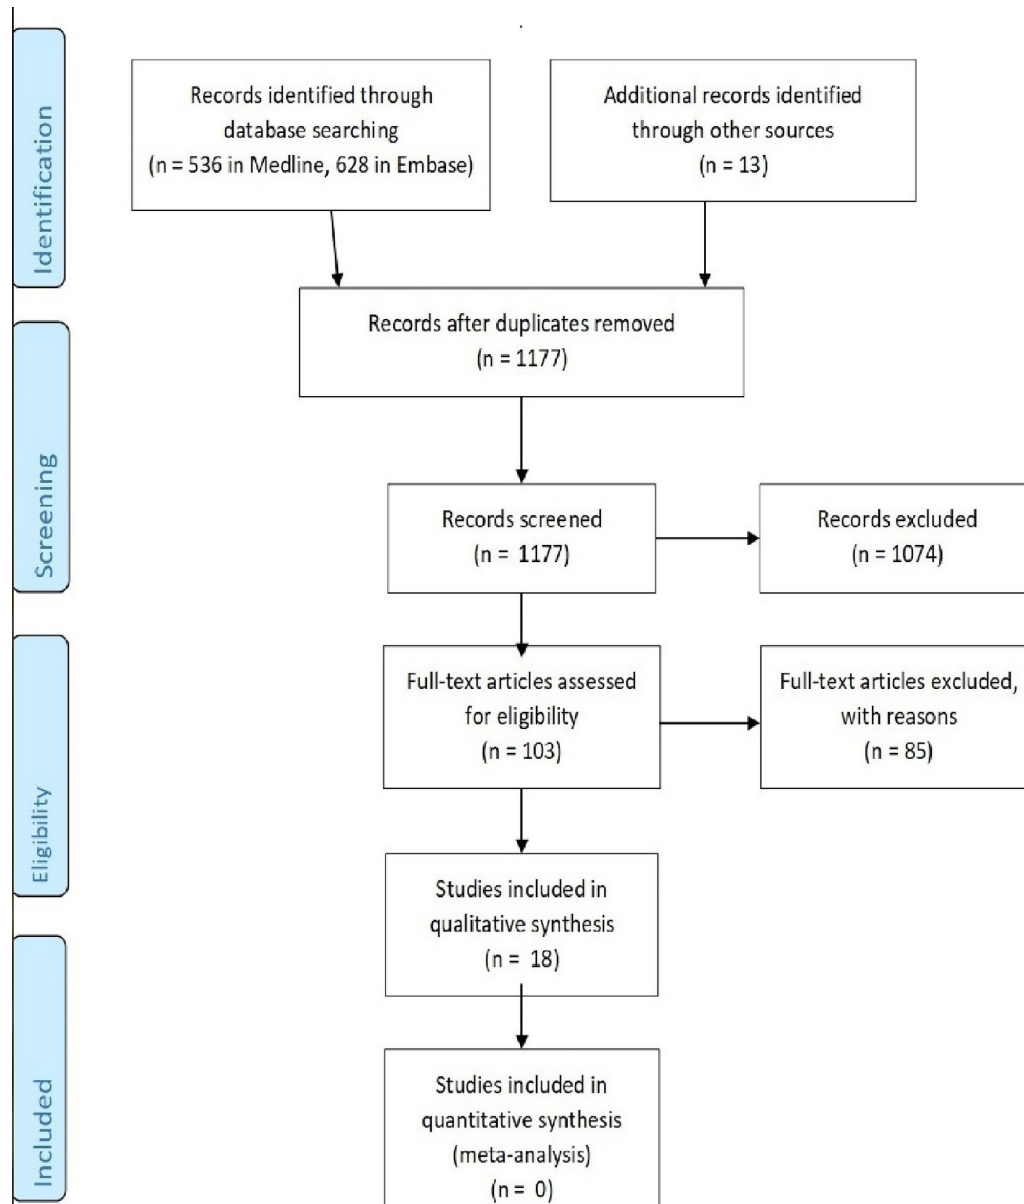 Identification
Records identified through
database searching
(n = 536 in Medline, 628 in Embase)
Additional records identified
through other sources
(n = 13)
Records after duplicates removed
(n = 1177)
Screening
Records screened
(n = 1177)
Records excluded
(n = 1074)
Eligibility
Full-text articles assessed
for eligibility
(n = 103)
Full-text articles excluded,
with reasons
(n = 85)
Studies included in
qualitative synthesis
(n = 18)
Included
Studies included in
quantitative synthesis
(meta-analysis)
(n = 0)